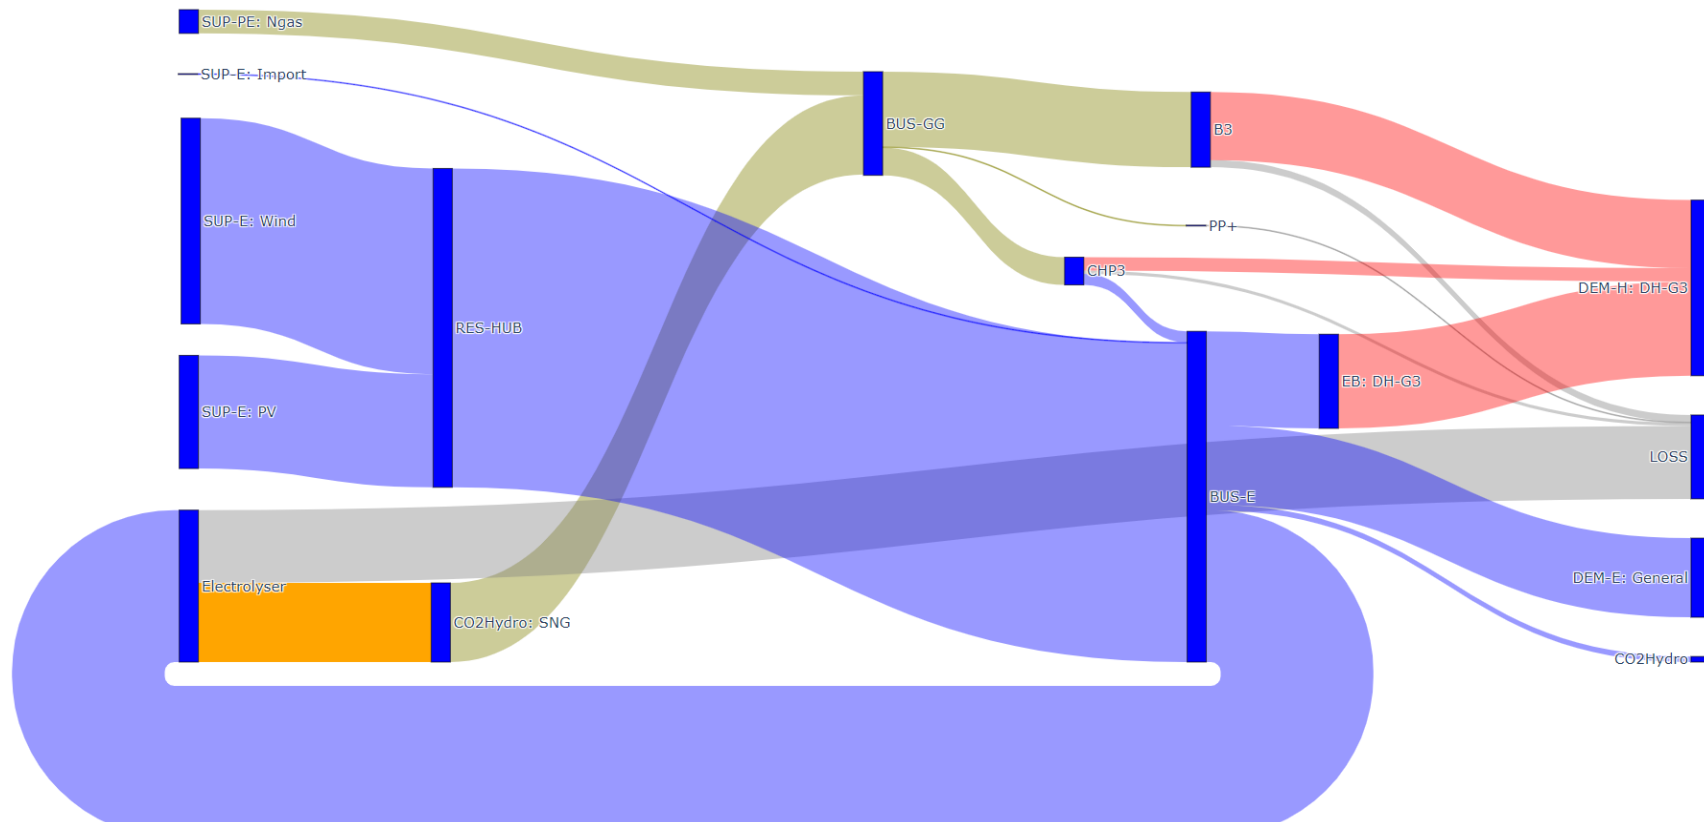 SUP-PE: Ngas
SUP-E: Import
SUP-E: Wind
SUP-E: PV
Electrolyser
RES-HUB
CO2Hydro: SNG
BUS-GG
CHP3
B3
PP+
BUS-E
EB: DH-G3
DEM-H: DH-G3
LOSS
DEM-E: General
CO2Hydro